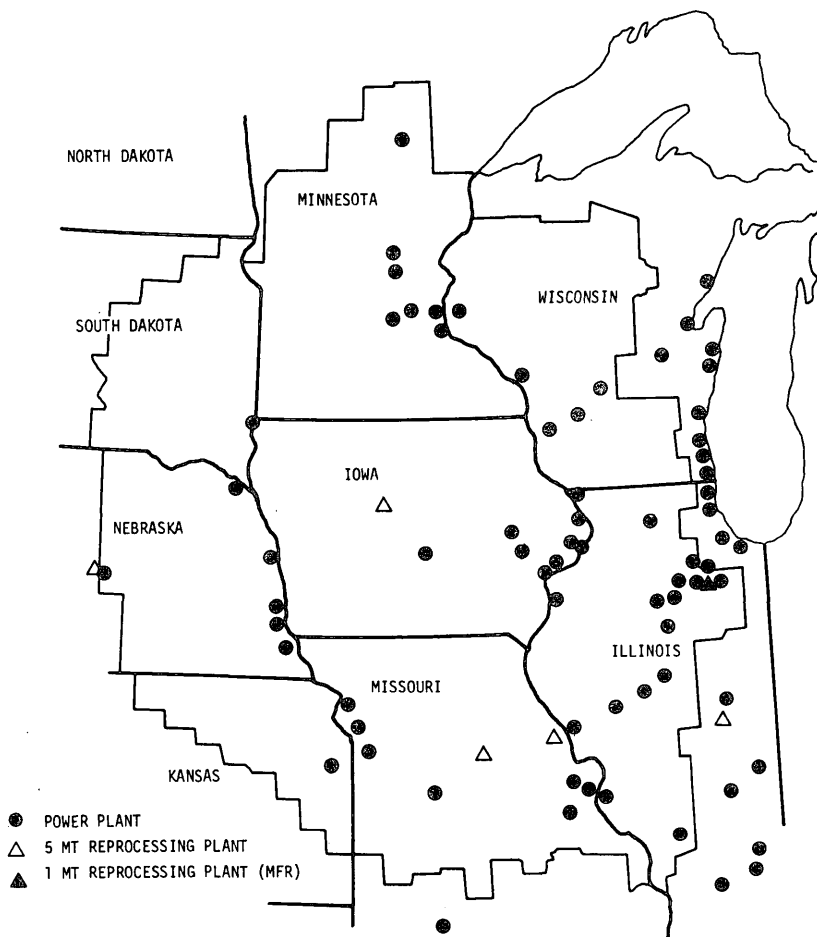 NORTH DAKOTA
MINNESOTA
WISCONSIN
SOUTH DAKOTA
IOWA
NEBRASKA
ILLINOIS
MISSOURI
KANSAS
POWER PLANT
5 MT REPROCESSING PLANT
1 MT REPROCESSING PLANT (MFR)